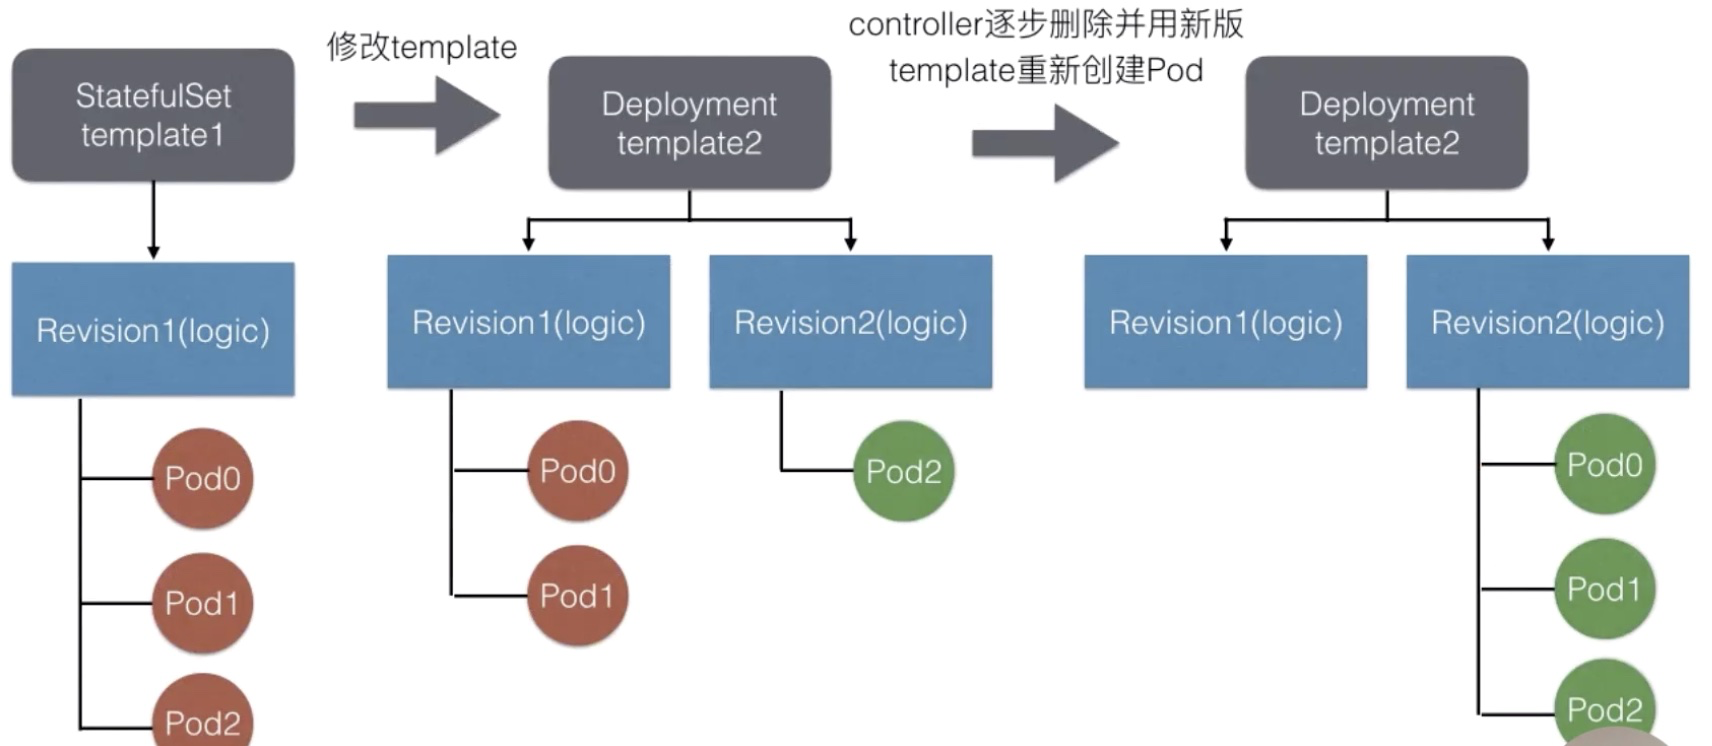 StatefulSet
template1
修改template
Deployment
template2
controller逐步删除并用新版
template重新创建Pod
Deployment
template2
Revision1(logic)
Revision1(logic)
Revision2(logic)
Revision1(logic)
Revision2(logic)
Pod0
Pod1
Pod2
Pod0
Pod1
Pod2
Pod0
Pod1
Pod2